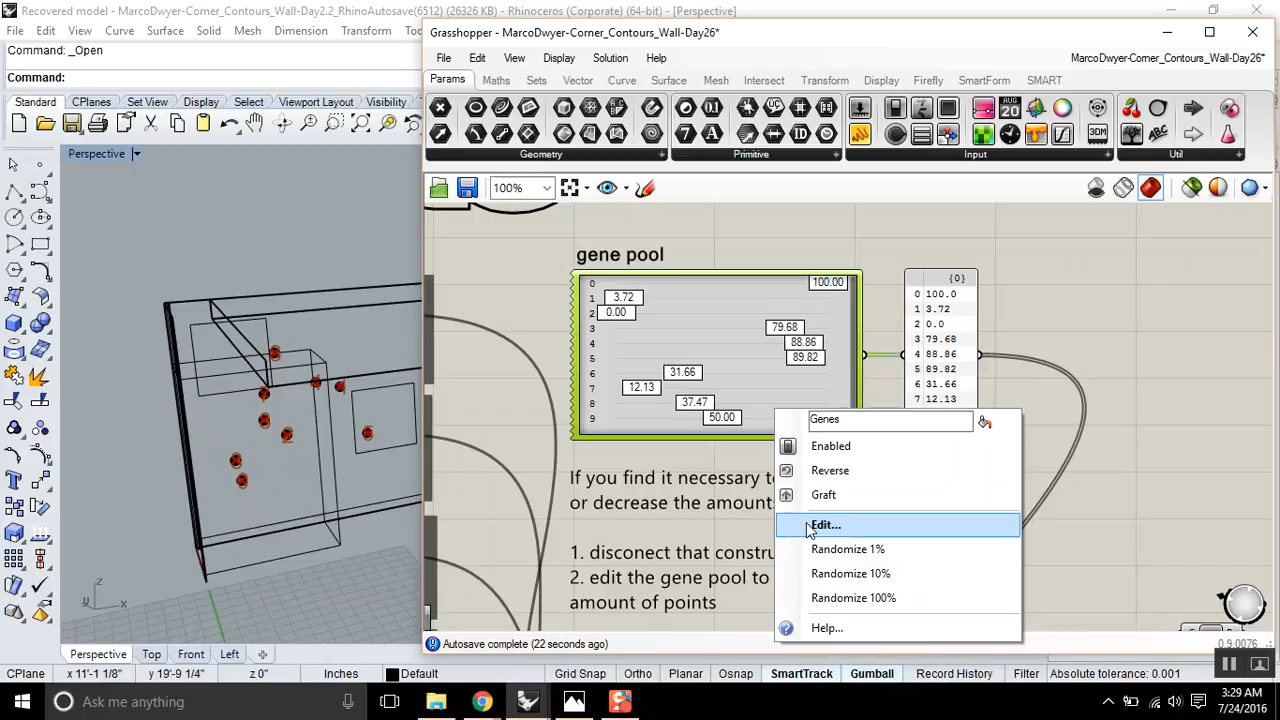 Recovered model - MarcoDwyer-Corner_Contours_Wall-Day2.2_RhinoAutosave(6512) (26326 KB) - Rhinoceros (Corporate) (64-bit) - [Perspective]
File Edit View Curve Surface Solid Mesh Dimension Transform
Command: _Open
Command:
Standard CPlanes Set View Display Select Viewport Layout Visibility
Perspective
Grasshopper - MarcoDwyer-Corner_Contours_Wall-Day26*
File Edit View Display Solution Help
MarcoDwyer-Corner_Contours_Wall-Day26*
Params Maths Sets Vector Curve Surface Mesh Intersect Transform Display Firefly SmartForm SMART
Geometry Primitive Input Util
100%
gene pool
0 100.00
1 3.72
2 0.00
3 79.68
4 88.86
5 89.82
6 31.66
7 12.13
8 37.47
9 50.00
{0}
0 100.0
1 3.72
2 0.0
3 79.68
4 88.86
5 89.82
6 31.66
7 12.13
Genes
Enabled
Reverse
Graft
Edit...
Randomize 1%
Randomize 10%
Randomize 100%
Help...
If you find it necessary to
or decrease the amount
1. disconect that constru
2. edit the gene pool to
amount of points
Autosave complete (22 seconds ago)
0.9.0076
Perspective Top Front Left
CPlane x 11'-1 1/8" y 19'-9 1/4" z 0" Inches Default Grid Snap Ortho Planar Osnap SmartTrack Gumball Record History Filter Absolute tolerance: 0.001
Ask me anything
3:29 AM
7/24/2016